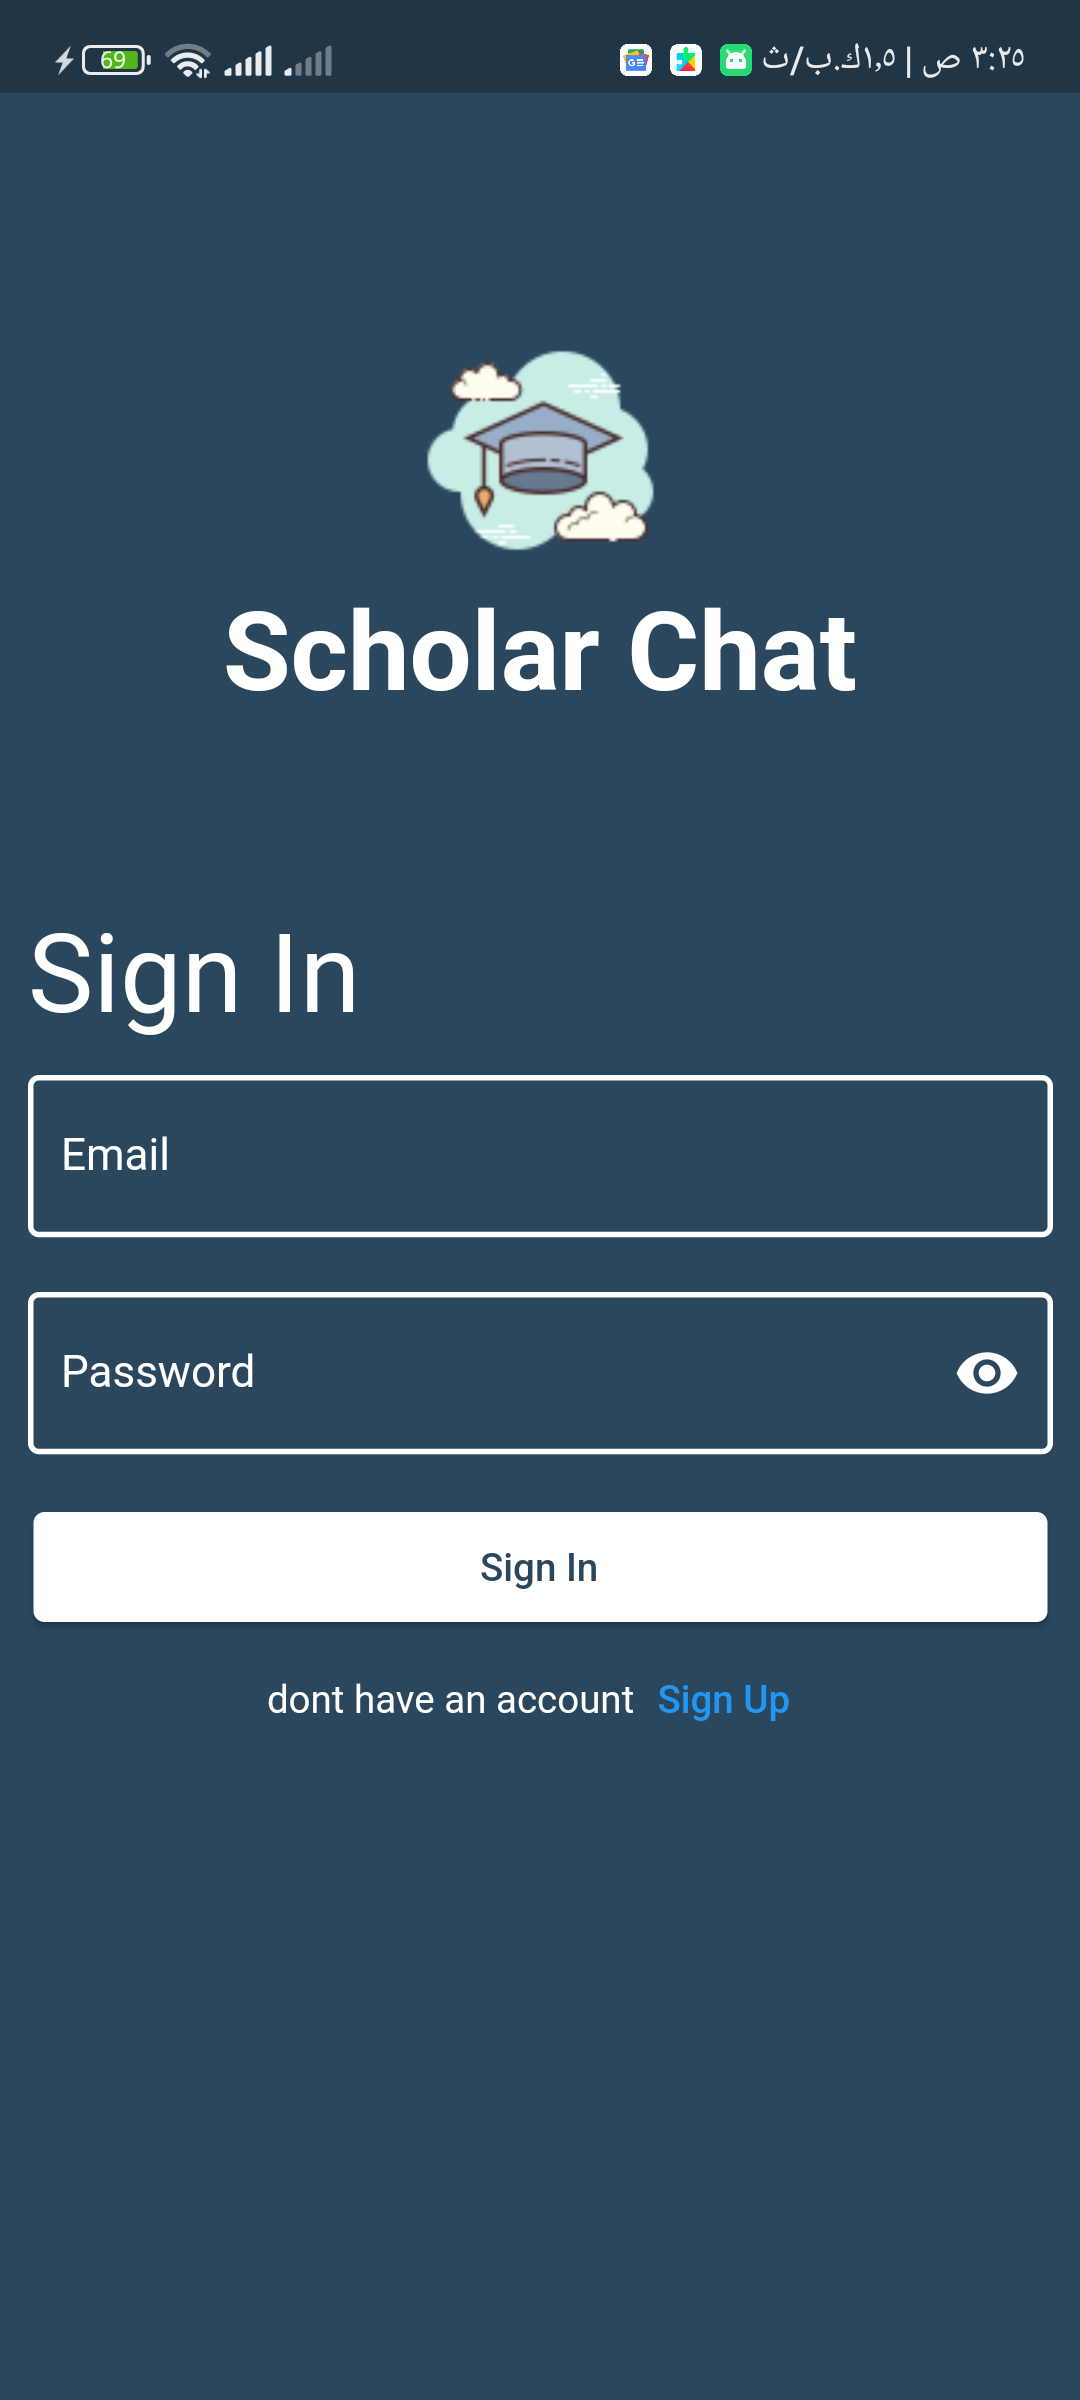 69 ٣:٢٥ ص | ١٫٥ك.ب/ث
Scholar Chat
Sign In
Email
Password
Sign In
dont have an account Sign Up